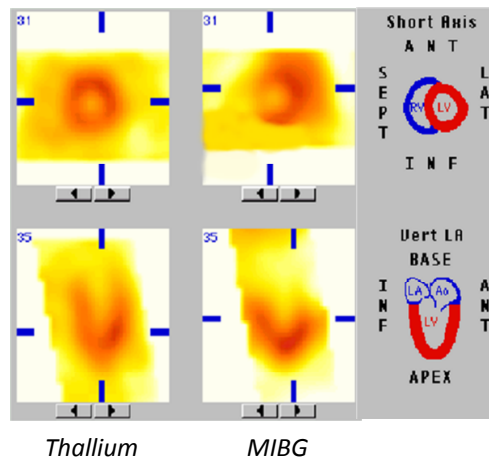 31
31
Short Axis
A N T
S E P T
RV
LV
L A T
I N F
35
35
Vert LA
BASE
I N F
LA
Ao
LV
A N T
APEX
Thallium
MIBG